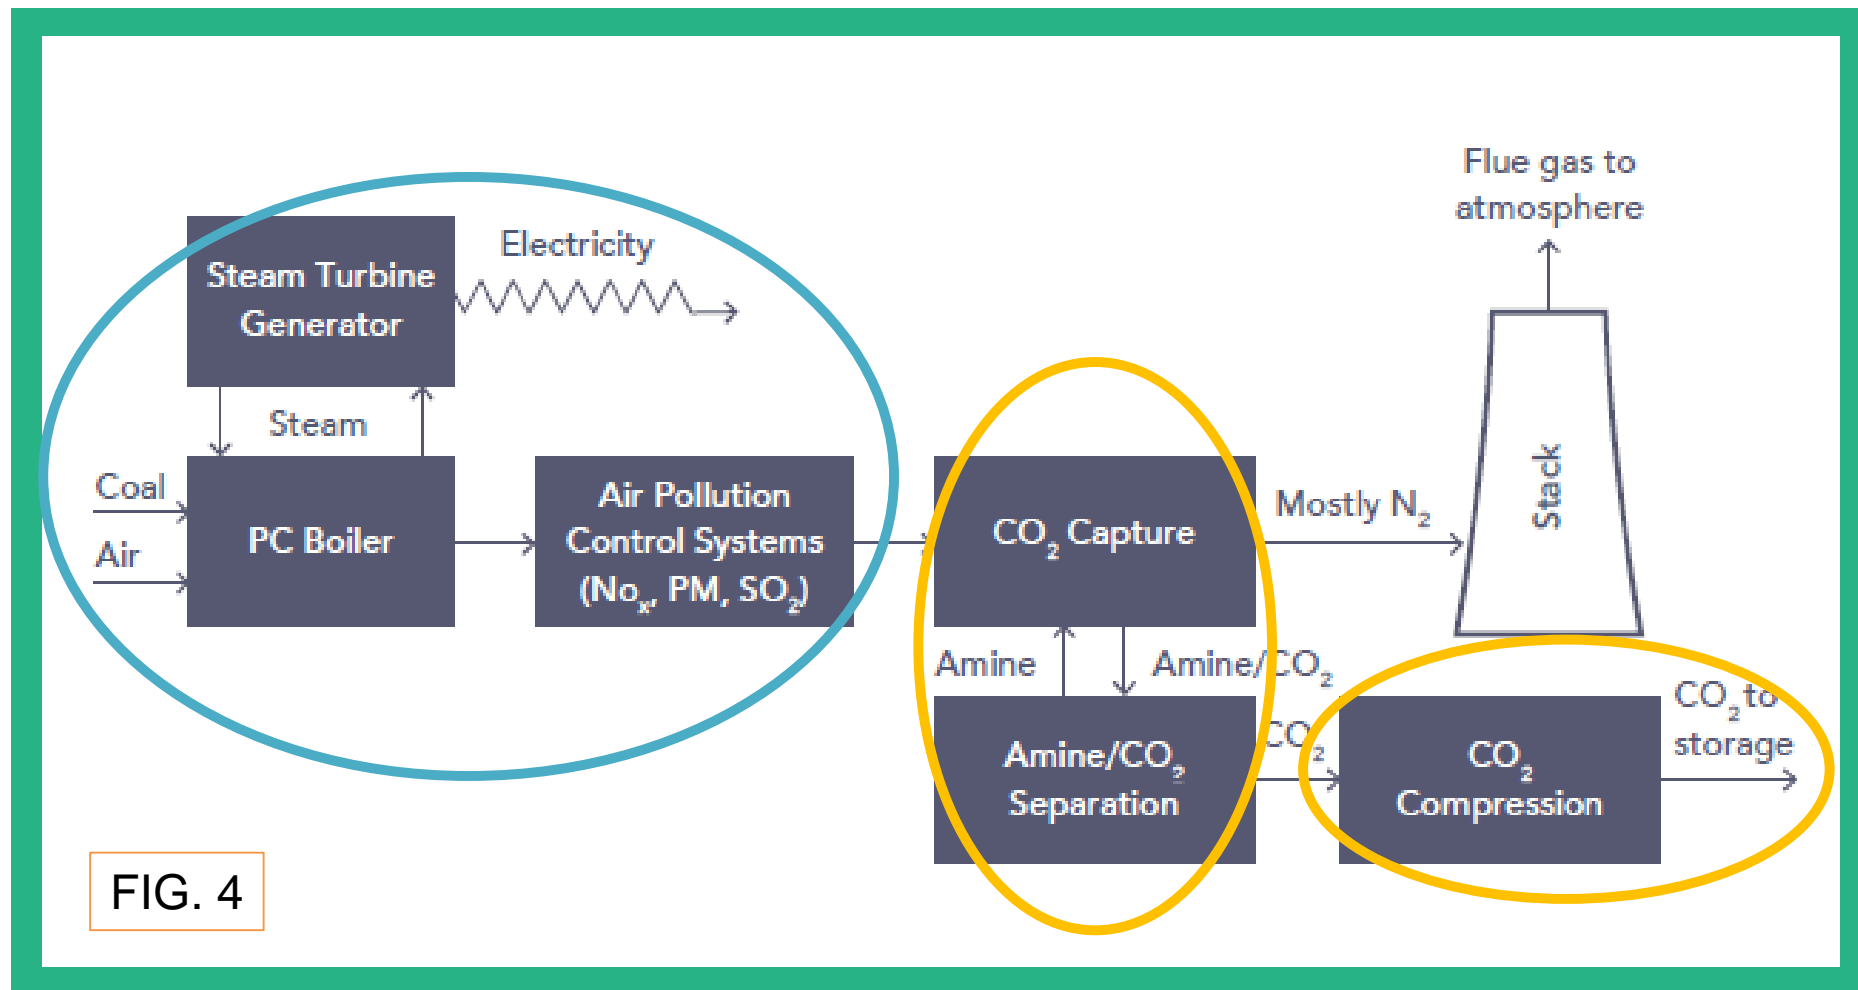 Flue gas to
atmosphere
Steam Turbine
Generator
Electricity
Steam
Coal
Air
PC Boiler
Air Pollution
Control Systems
(Noₓ, PM, SO₂)
CO₂ Capture
Mostly N₂
Stack
Amine
Amine/CO₂
Amine/CO₂
Separation
CO₂
CO₂
Compression
CO₂ to
storage
FIG. 4